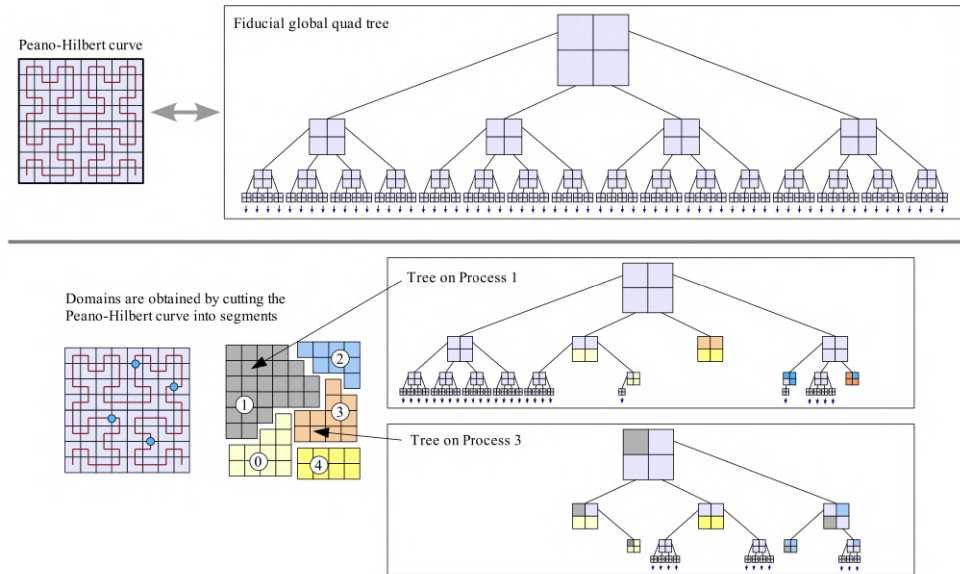 Fiducial global quad tree
Peano-Hilbert curve
Tree on Process 1
Domains are obtained by cutting the
Peano-Hilbert curve into segments
2
1
3
Tree on Process 3
0
4